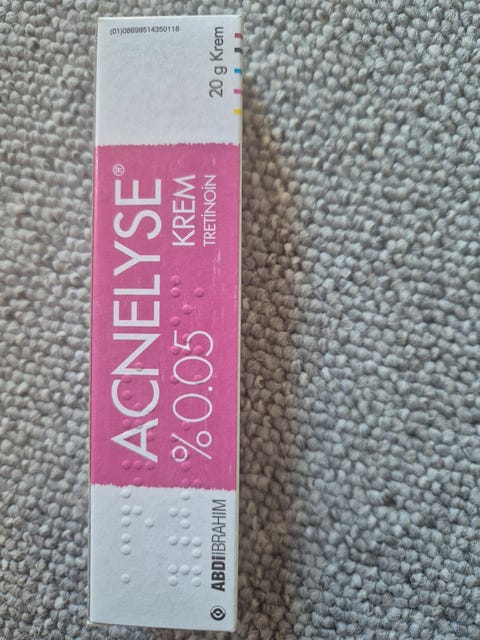 (01)08699514350118
20 g Krem
ACNELYSE®
KREM
TRETİNOİN
%0.05
ABDİİBRAHİM